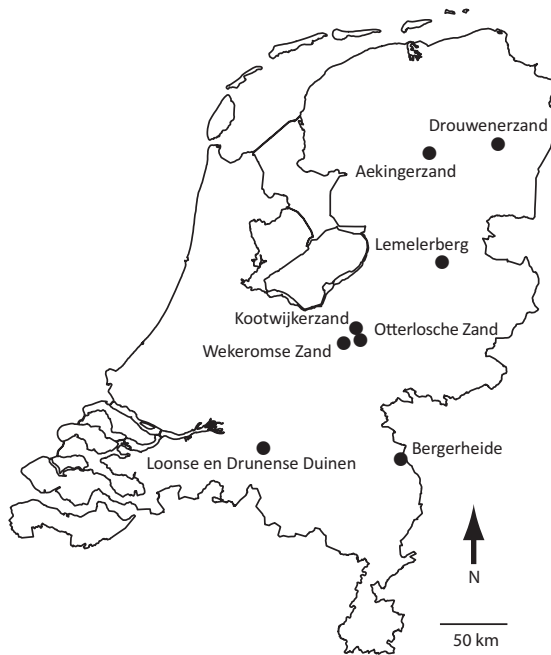 Drouwenerzand
Aekingerzand
Lemelerberg
Kootwijkerzand
Otterlosche Zand
Wekeromse Zand
Bergerheide
Loonse en Drunense Duinen
N
50 km